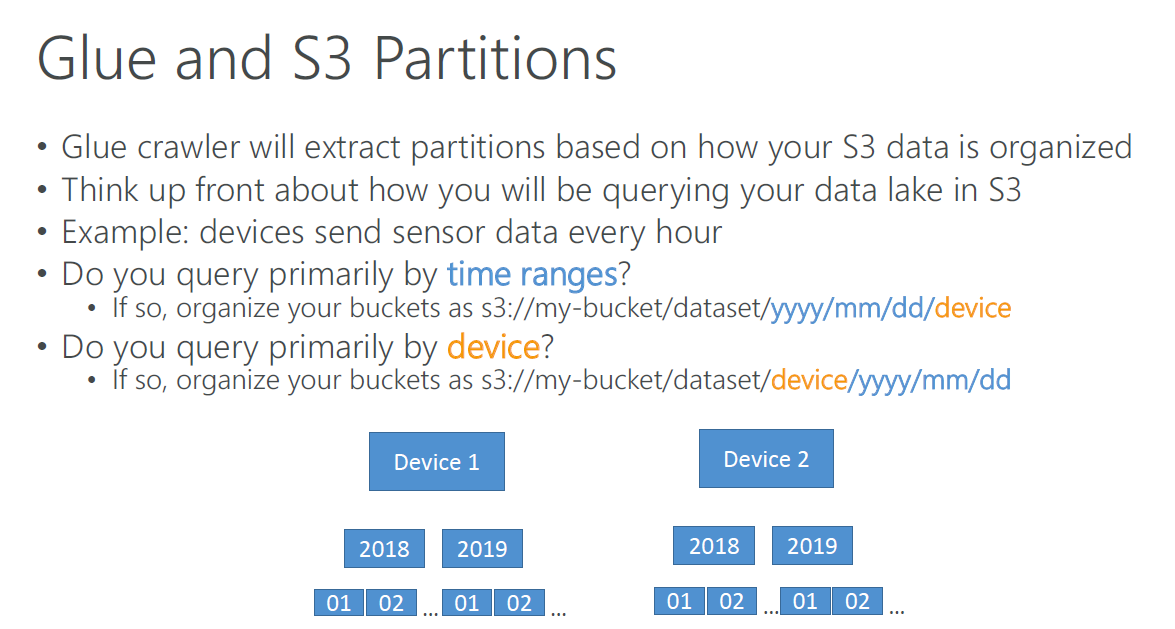 Glue and S3 Partitions
• Glue crawler will extract partitions based on how your S3 data is organized
• Think up front about how you will be querying your data lake in S3
• Example: devices send sensor data every hour
• Do you query primarily by time ranges?
• If so, organize your buckets as s3://my-bucket/dataset/yyyy/mm/dd/device
• Do you query primarily by device?
• If so, organize your buckets as s3://my-bucket/dataset/device/yyyy/mm/dd
Device 1 Device 2
2018 2019 2018 2019
01 02 ... 01 02 ... 01 02 ... 01 02 ...